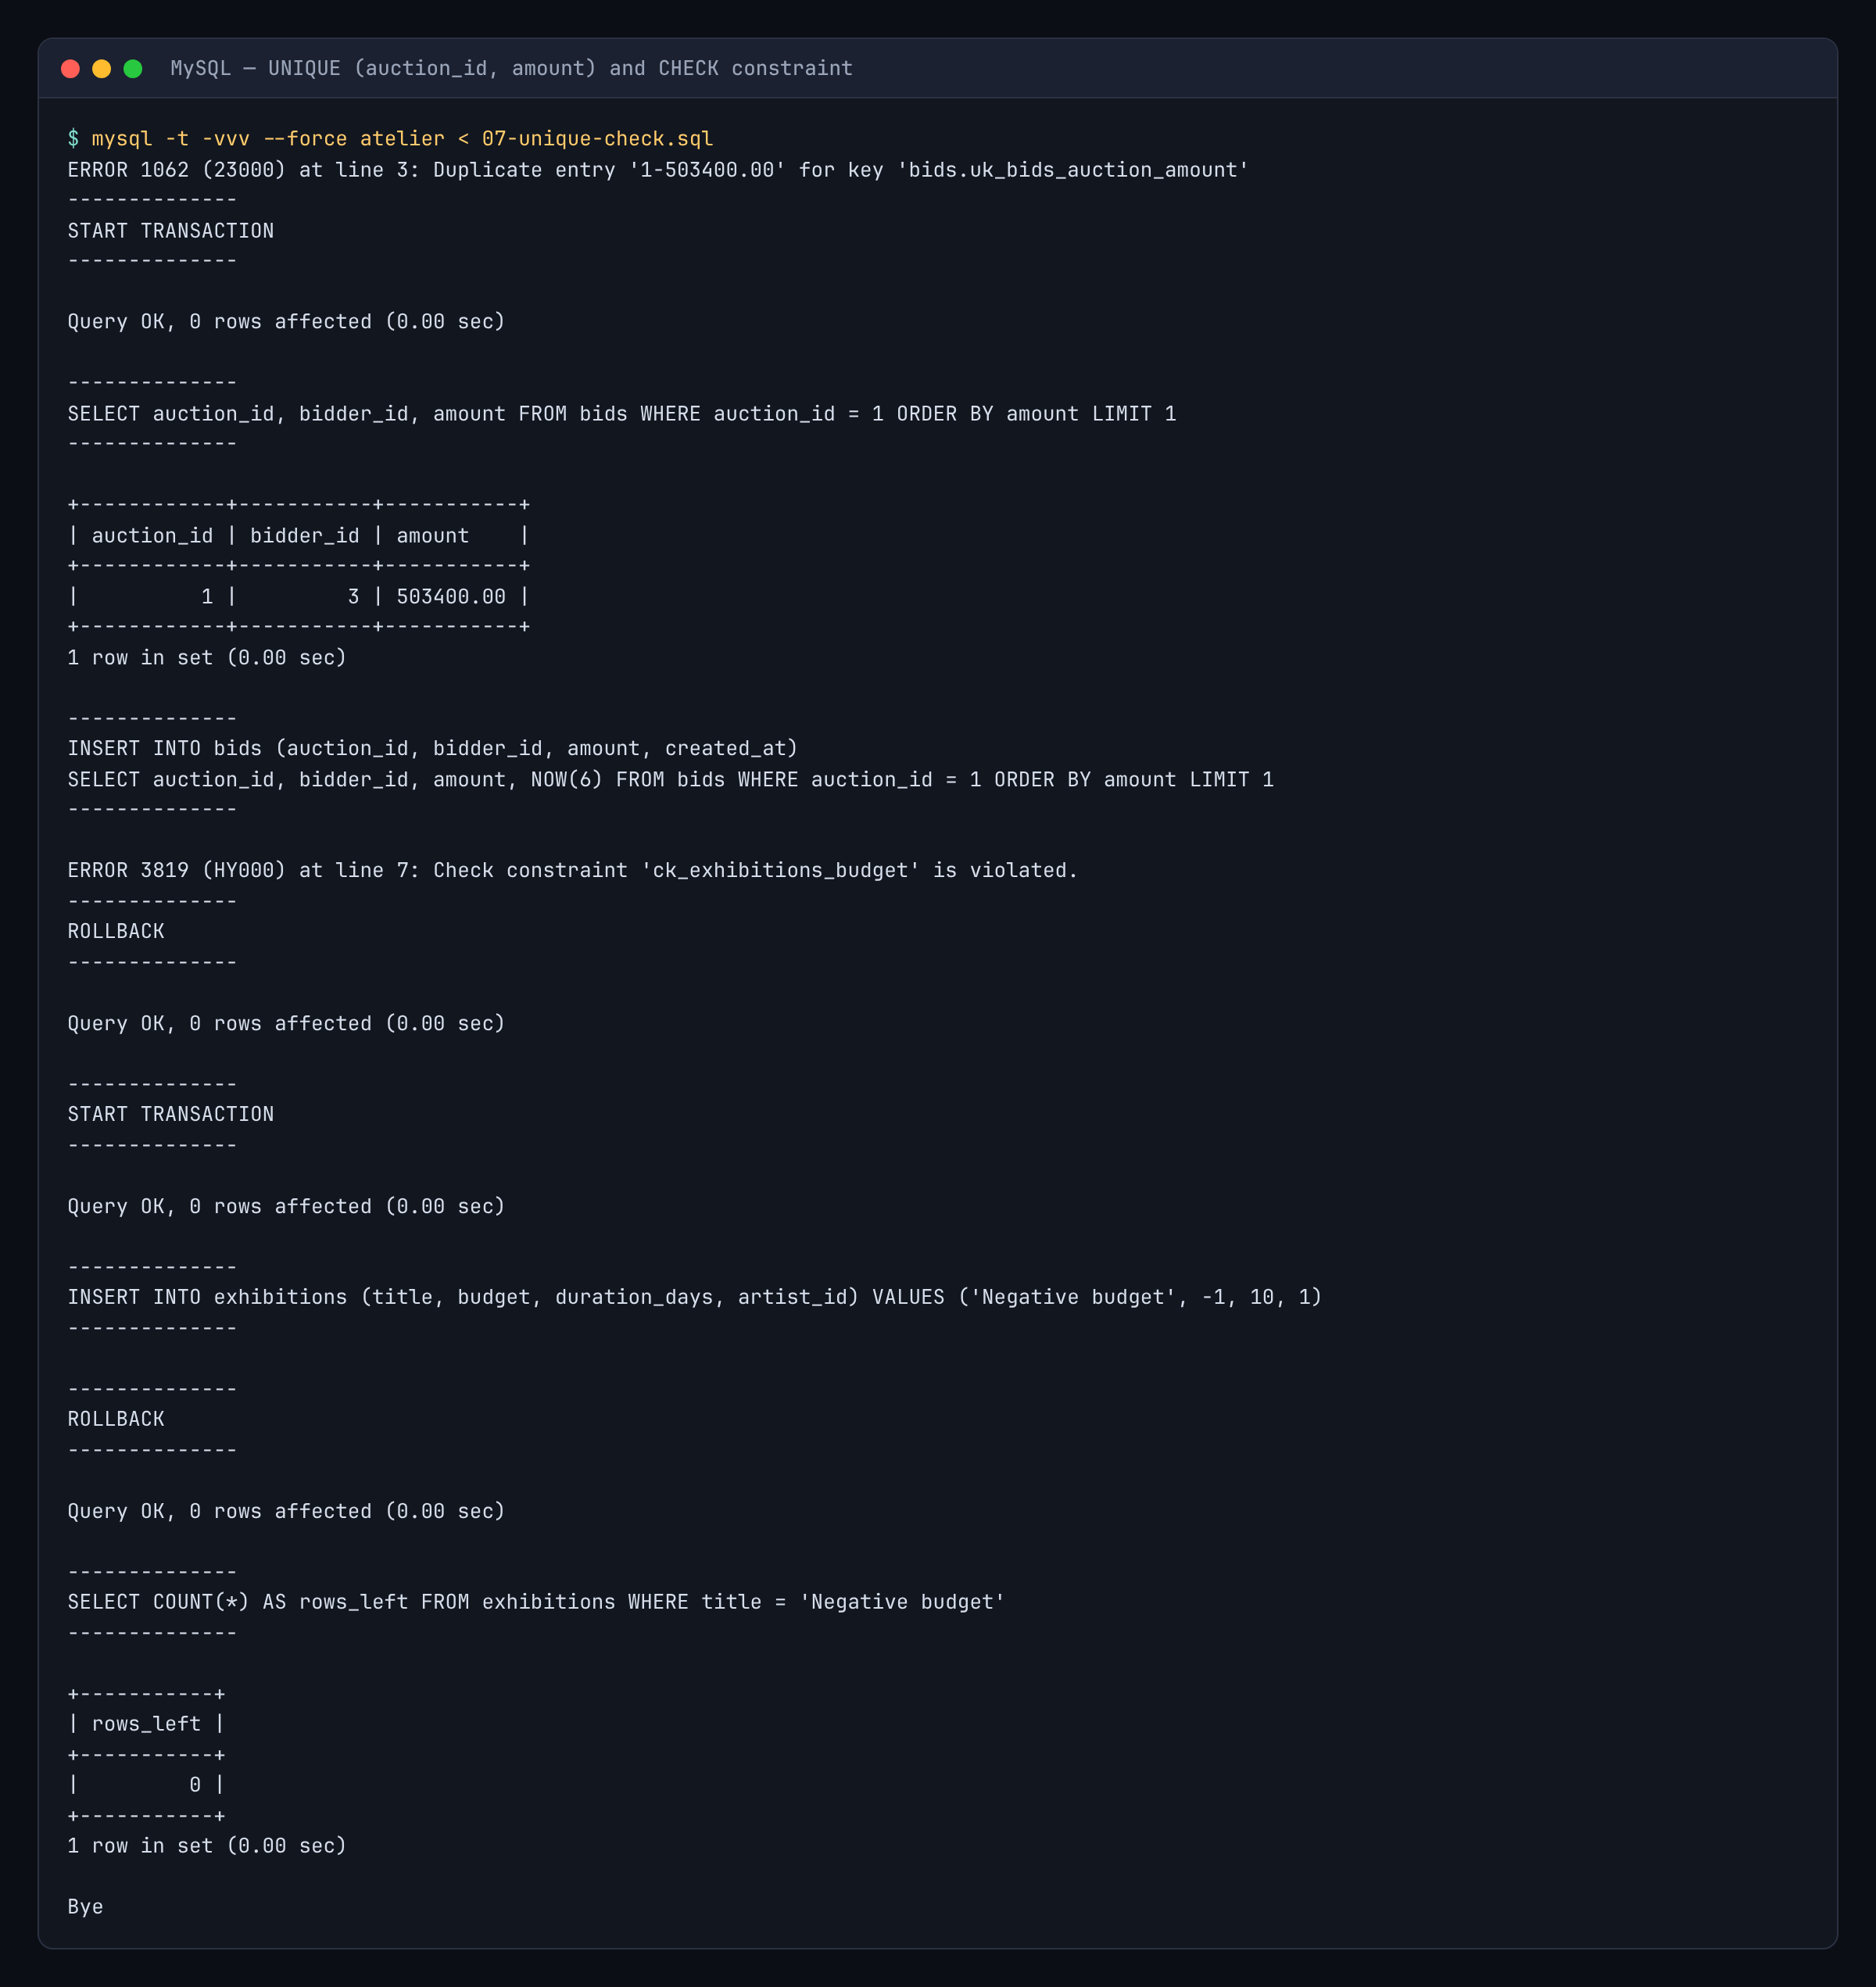 MySQL — UNIQUE (auction_id, amount) and CHECK constraint
$ mysql -t -vvv --force atelier < 07-unique-check.sql
ERROR 1062 (23000) at line 3: Duplicate entry '1-503400.00' for key 'bids.uk_bids_auction_amount'
--------------
START TRANSACTION
--------------

Query OK, 0 rows affected (0.00 sec)

--------------
SELECT auction_id, bidder_id, amount FROM bids WHERE auction_id = 1 ORDER BY amount LIMIT 1
--------------

+------------+-----------+-----------+
| auction_id | bidder_id | amount    |
+------------+-----------+-----------+
|          1 |         3 | 503400.00 |
+------------+-----------+-----------+
1 row in set (0.00 sec)

--------------
INSERT INTO bids (auction_id, bidder_id, amount, created_at)
SELECT auction_id, bidder_id, amount, NOW(6) FROM bids WHERE auction_id = 1 ORDER BY amount LIMIT 1
--------------

ERROR 3819 (HY000) at line 7: Check constraint 'ck_exhibitions_budget' is violated.
--------------
ROLLBACK
--------------

Query OK, 0 rows affected (0.00 sec)

--------------
START TRANSACTION
--------------

Query OK, 0 rows affected (0.00 sec)

--------------
INSERT INTO exhibitions (title, budget, duration_days, artist_id) VALUES ('Negative budget', -1, 10, 1)
--------------

--------------
ROLLBACK
--------------

Query OK, 0 rows affected (0.00 sec)

--------------
SELECT COUNT(*) AS rows_left FROM exhibitions WHERE title = 'Negative budget'
--------------

+-----------+
| rows_left |
+-----------+
|         0 |
+-----------+
1 row in set (0.00 sec)

Bye